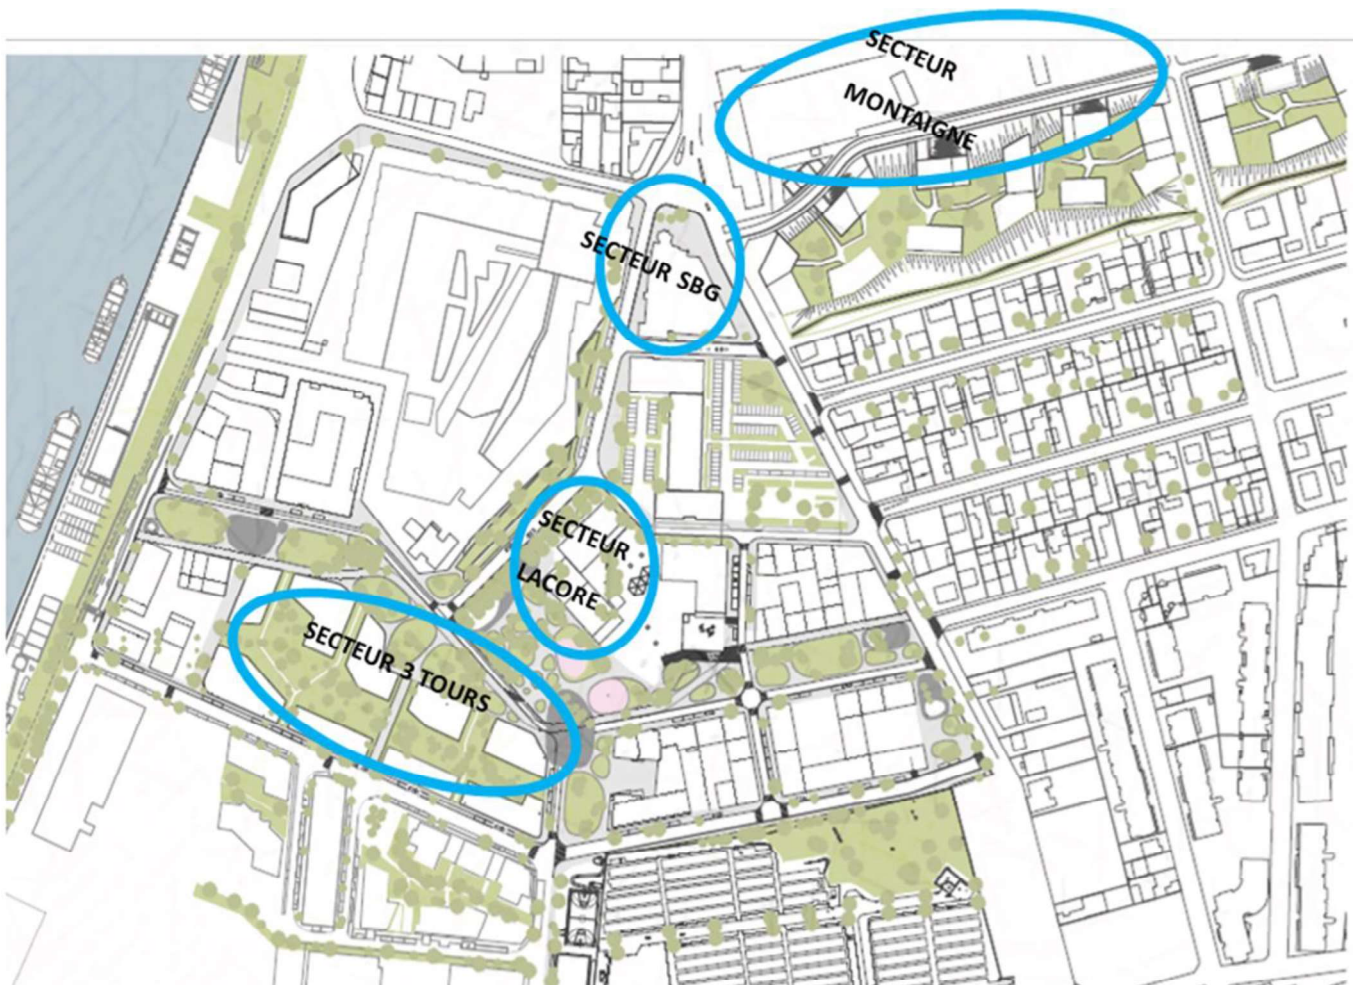 SECTEUR
MONTAIGNE
SECTEUR SBG
SECTEUR
LACORE
SECTEUR 3 TOURS